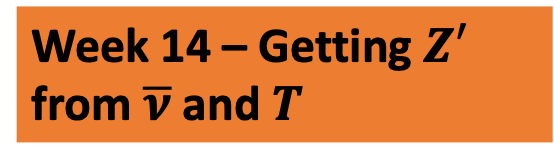 Week 14 – Getting Z′
from ν̅ and T